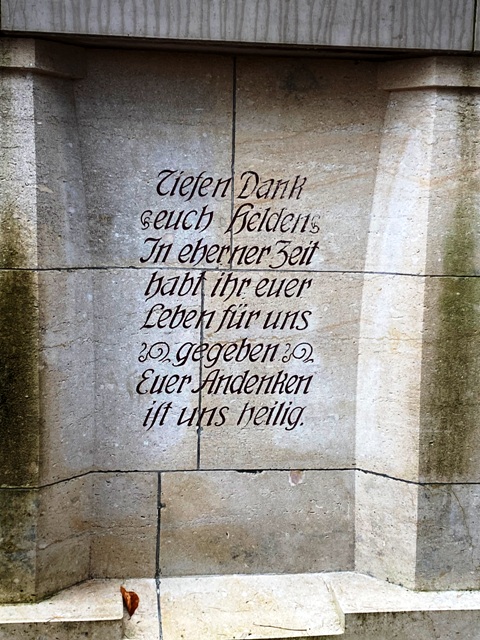 Tiefen Dank
euch Helden
In eherner Zeit
habt ihr euer
Leben für uns
gegeben
Euer Andenken
ist uns heilig.